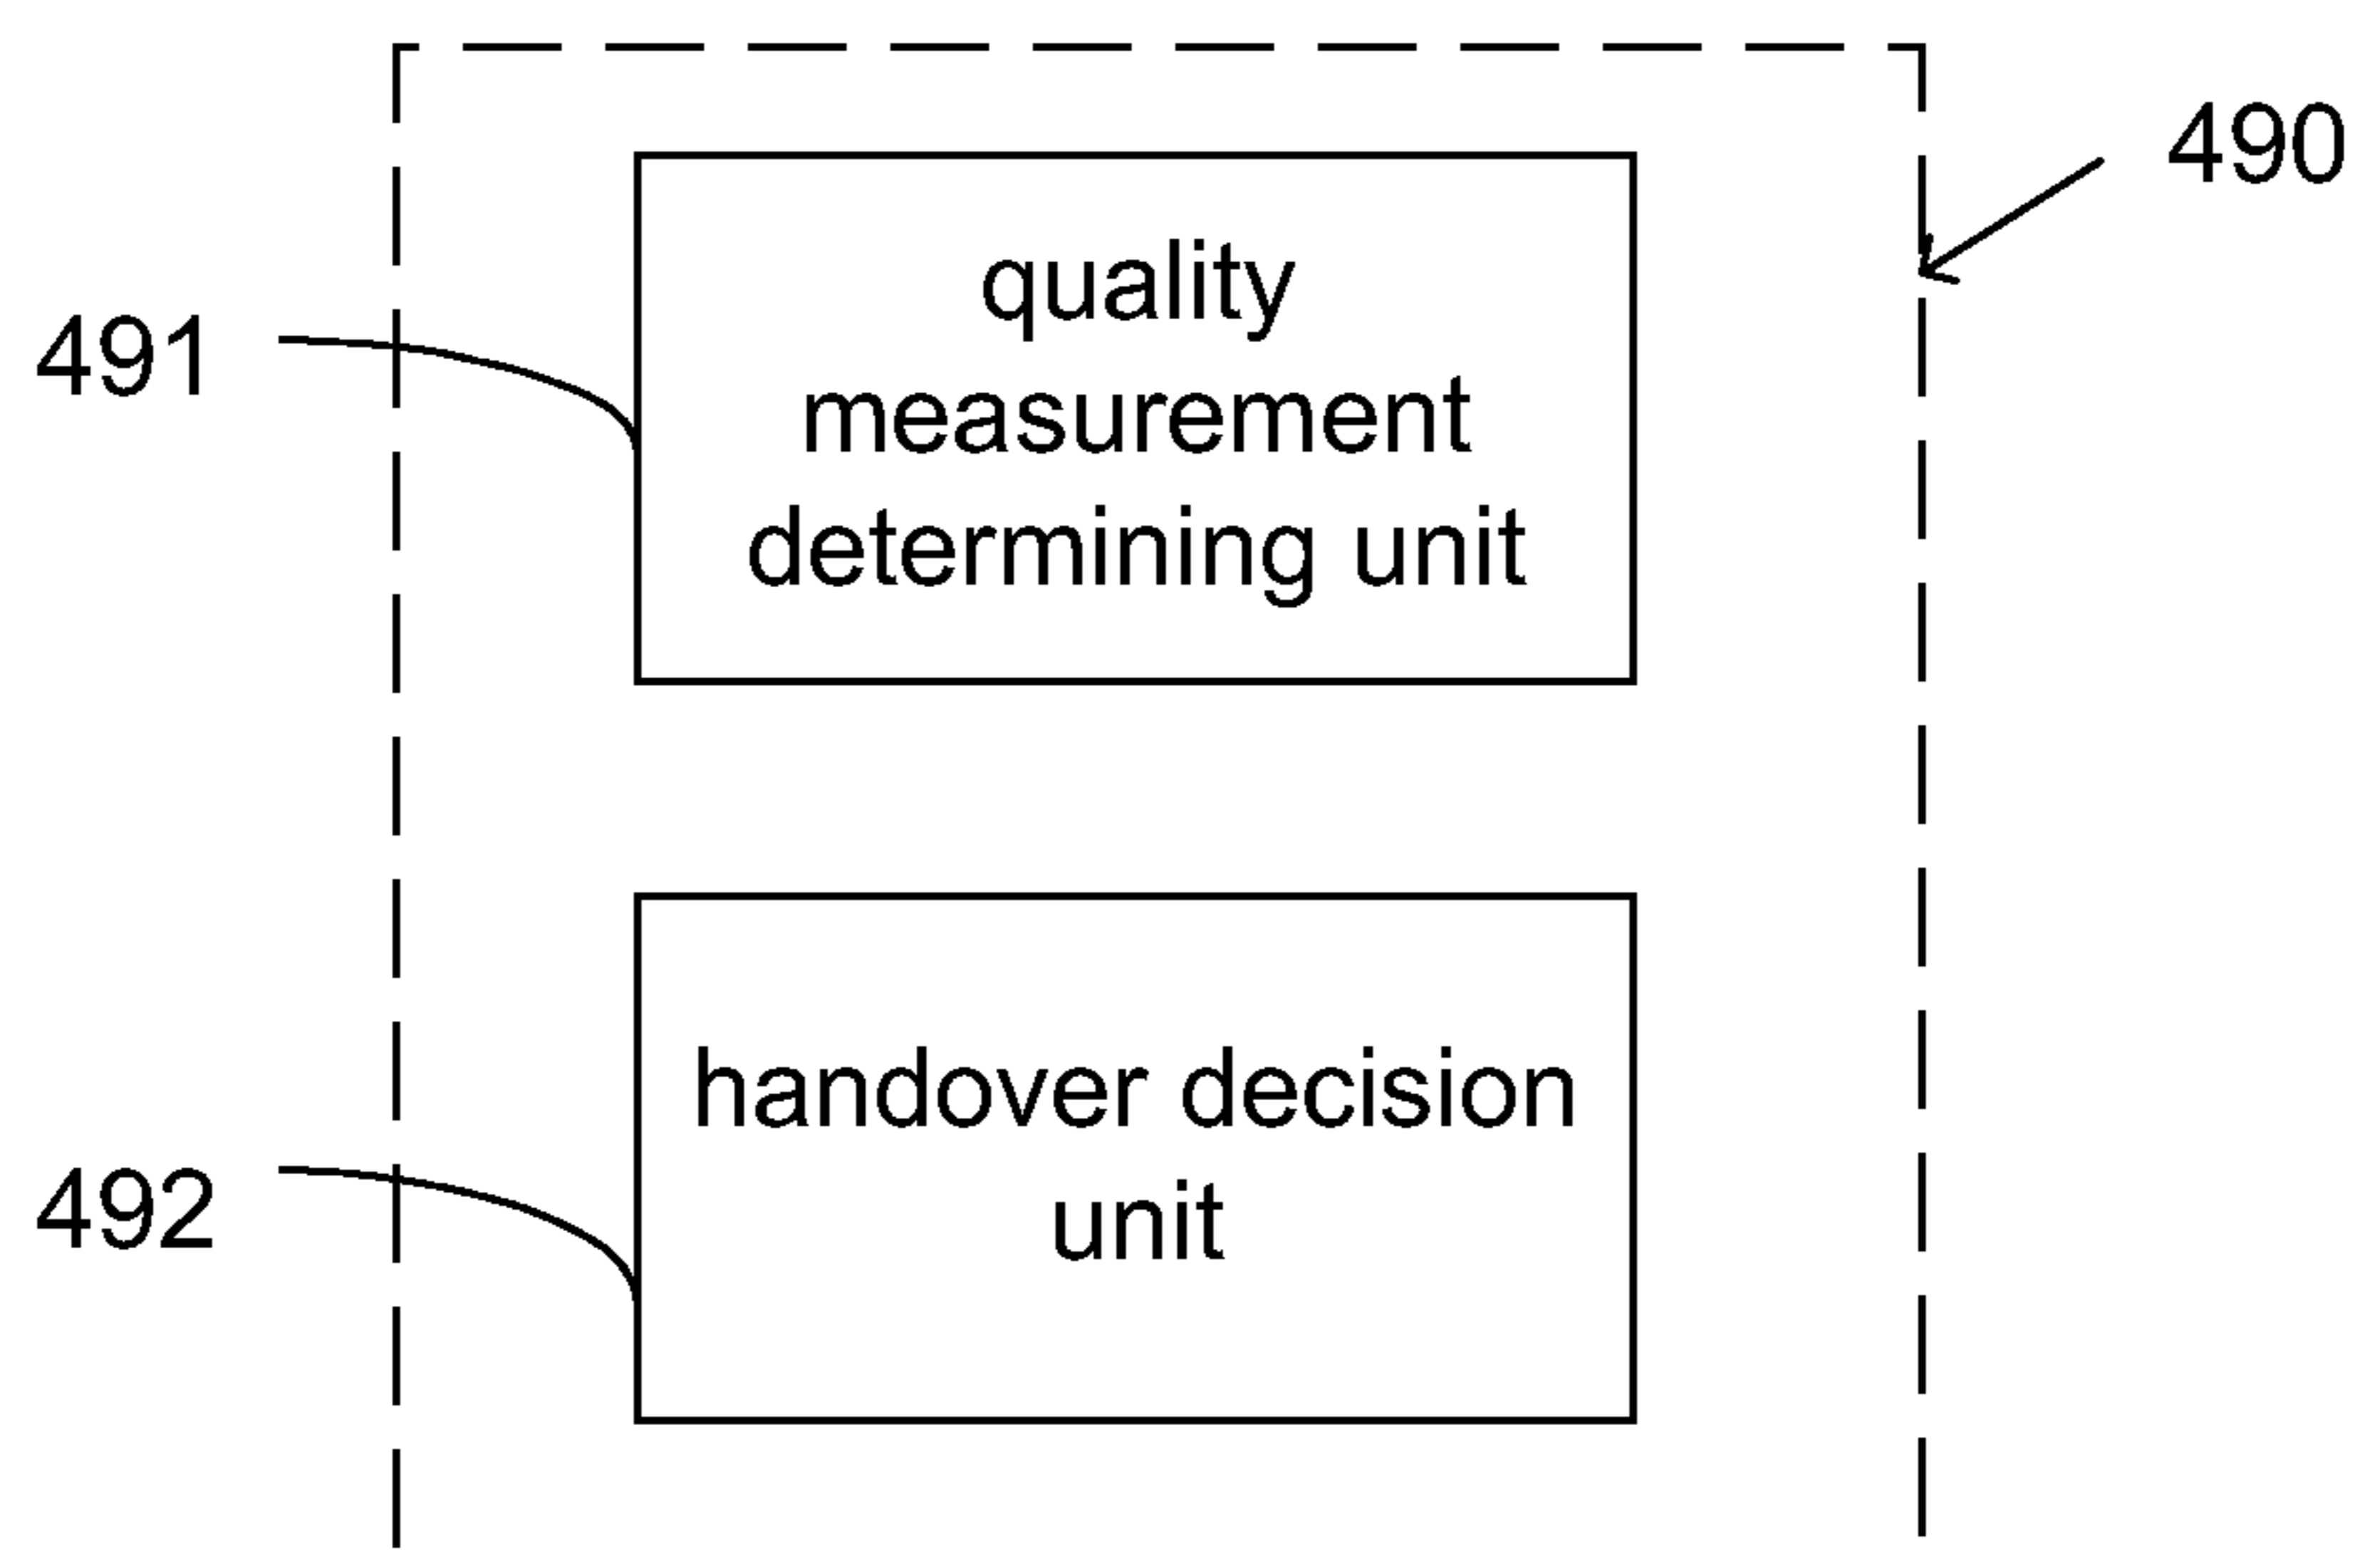 490
491
quality
measurement
determining unit
492
handover decision
unit